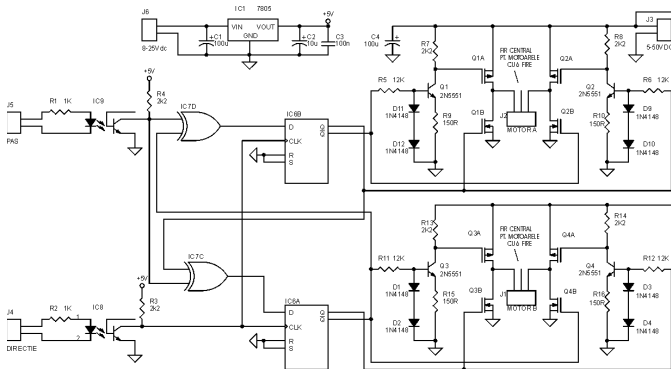 J6
8-25Vdc
IC1 7805
VIN VOUT
GND
+C1
100u
+C2
10u
C3
100n
+5V
C4
100u
+
R7
2K2
Q1A
FIR CENTRAL
PT. MOTOARELE
CU 6 FIRE
Q2A
R8
2K2
J3
5-50V DC
J5
PAS
R1 1K
IC9
+5V
R4
2k2
IC7D
IC6B
D
CLK
R
S
Q
Q
R5 12K
D11
1N4148
D12
1N4148
Q1
2N5551
R9
150R
Q1B
J2
MOTOR A
Q2B
Q2
2N5551
R10
150R
R6 12K
D9
1N4148
D10
1N4148
IC7C
R13
2K2
Q3A
FIR CENTRAL
PT. MOTOARELE
CU 6 FIRE
Q4A
R14
2K2
J4
DIRECTIE
R2 1K
1
2
IC8
+5V
R3
2k2
IC6A
D
CLK
R
S
Q
Q
R11 12K
D1
1N4148
D2
1N4148
Q3
2N5551
R15
150R
Q3B
J1
MOTOR B
Q4B
Q4
2N5551
R16
150R
R12 12K
D3
1N4148
D4
1N4148